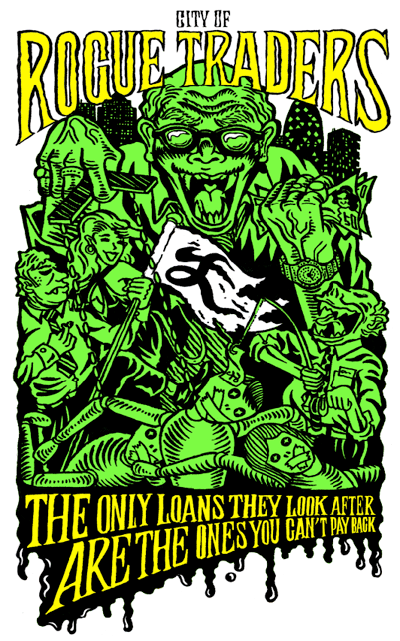 CITY OF
ROGUE TRADERS
£
THE ONLY LOANS THEY LOOK AFTER
ARE THE ONES YOU CAN'T PAY BACK